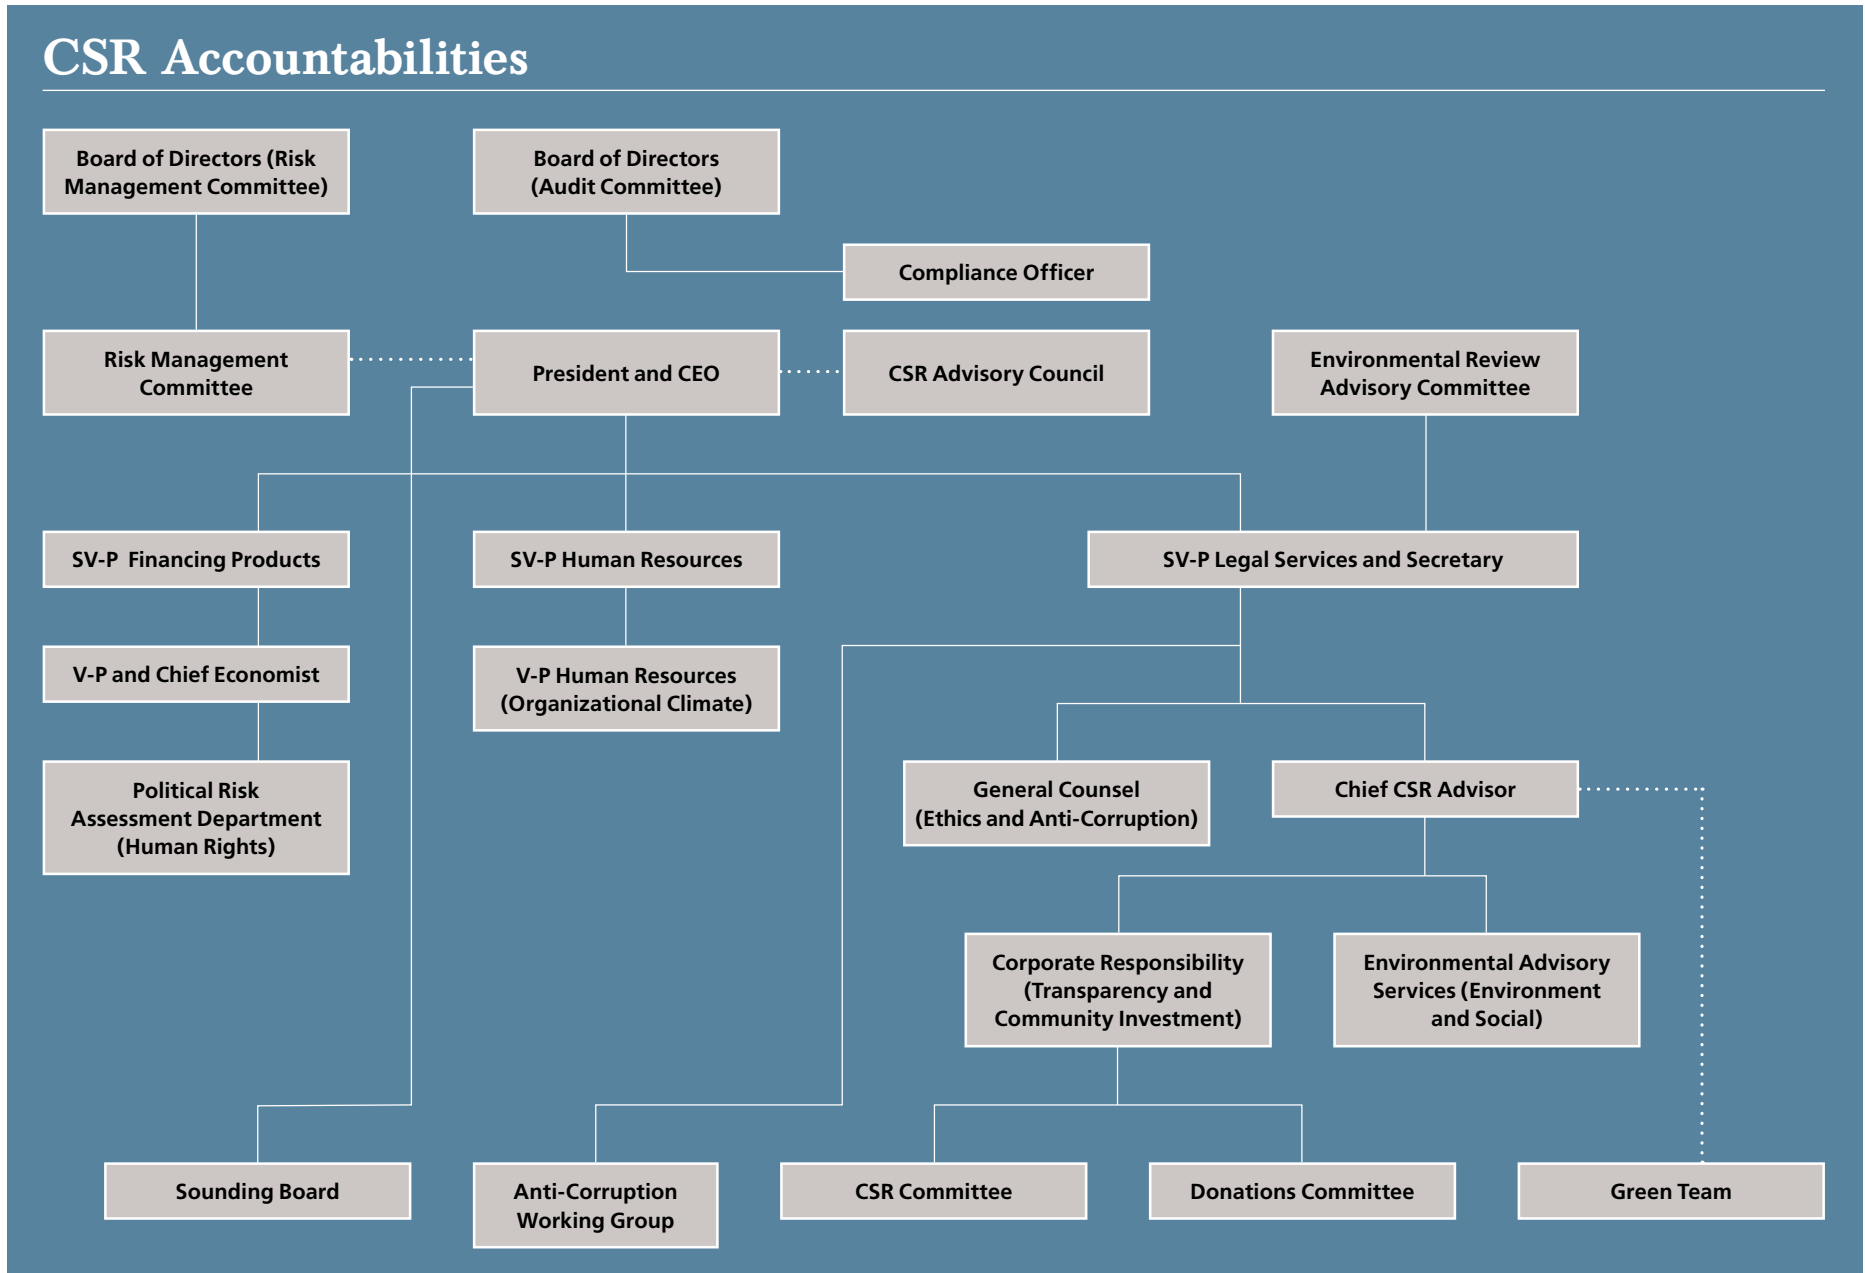 CSR Accountabilities
Board of Directors (Risk
Management Committee)
Board of Directors
(Audit Committee)
Compliance Officer
Risk Management
Committee
President and CEO
CSR Advisory Council
Environmental Review
Advisory Committee
SV-P Financing Products
SV-P Human Resources
SV-P Legal Services and Secretary
V-P and Chief Economist
V-P Human Resources
(Organizational Climate)
Political Risk
Assessment Department
(Human Rights)
General Counsel
(Ethics and Anti-Corruption)
Chief CSR Advisor
Corporate Responsibility
(Transparency and
Community Investment)
Environmental Advisory
Services (Environment
and Social)
Sounding Board
Anti-Corruption
Working Group
CSR Committee
Donations Committee
Green Team